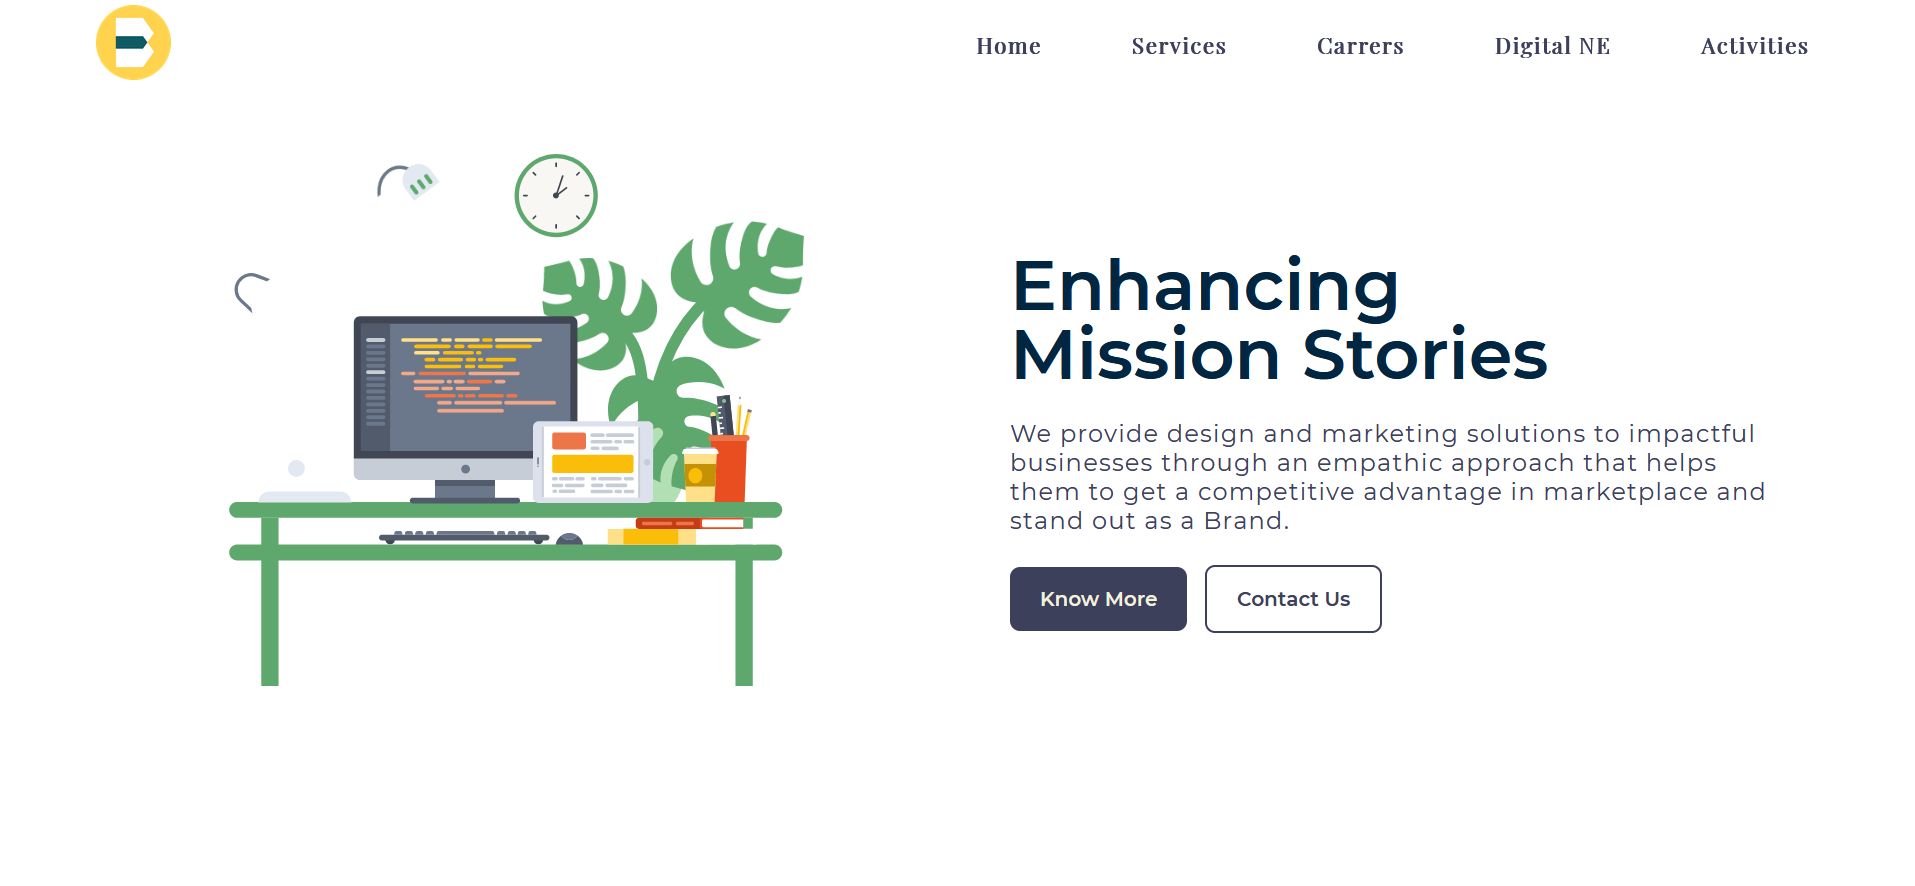 Home Services Carrers Digital NE Activities
Enhancing
Mission Stories
We provide design and marketing solutions to impactful
businesses through an empathic approach that helps
them to get a competitive advantage in marketplace and
stand out as a Brand.
Know More Contact Us